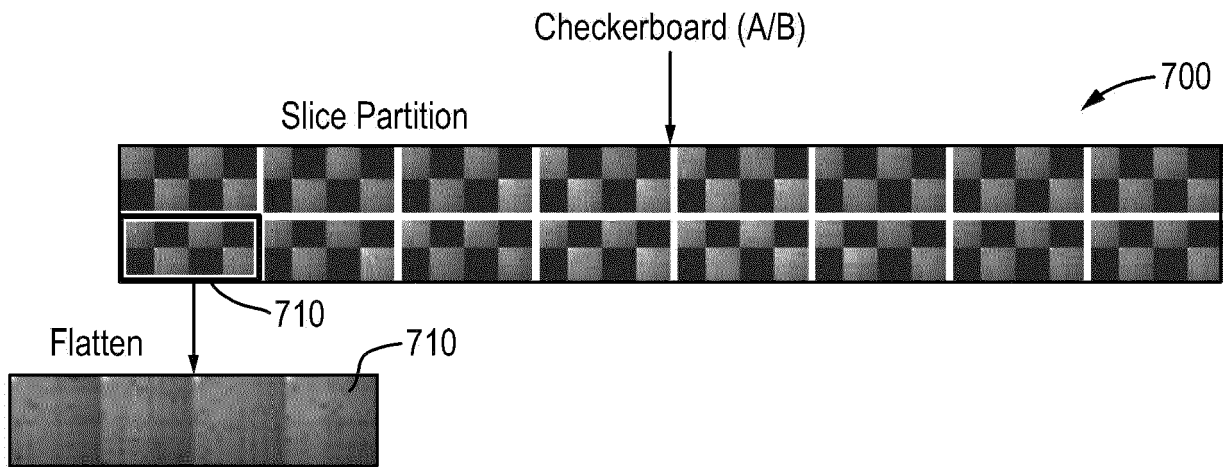 Checkerboard (A/B)
700
Slice Partition
710
Flatten
710